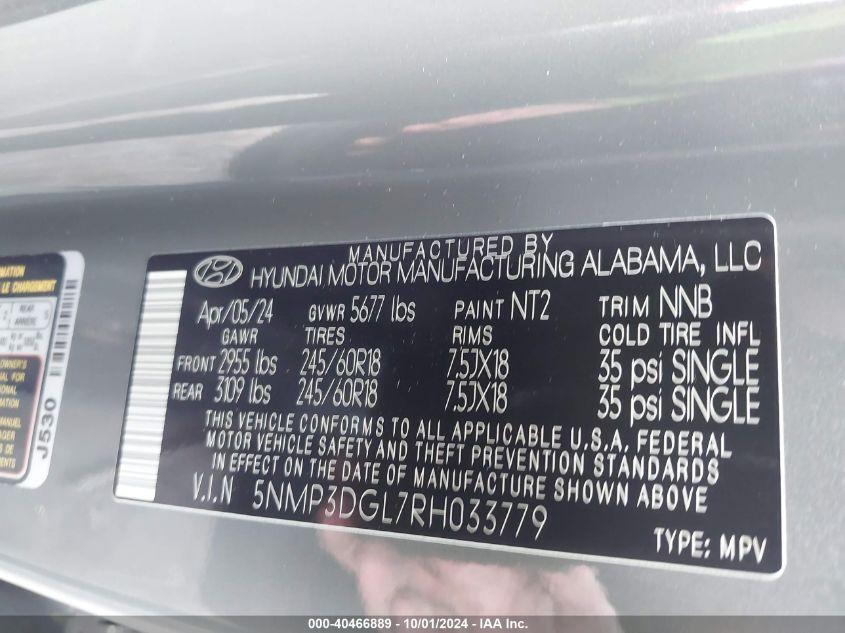 MANUFACTURED BY
HYUNDAI MOTOR MANUFACTURING ALABAMA, LLC
Apr/05/24 GVWR 5677 lbs PAINT NT2 TRIM NNB
GAWR TIRES RIMS COLD TIRE INFL
FRONT 2955 lbs 245/60R18 7.5JX18 35 psi SINGLE
REAR 3109 lbs 245/60R18 7.5JX18 35 psi SINGLE
THIS VEHICLE CONFORMS TO ALL APPLICABLE U.S.A. FEDERAL
MOTOR VEHICLE SAFETY AND THEFT PREVENTION STANDARDS
IN EFFECT ON THE DATE OF MANUFACTURE SHOWN ABOVE
V.I.N 5NMP3DGL7RH033779
TYPE: MPV
LE CHARGEMENT
REAR
ARRIÈRE
J530
000-40466889 - 10/01/2024 - IAA Inc.